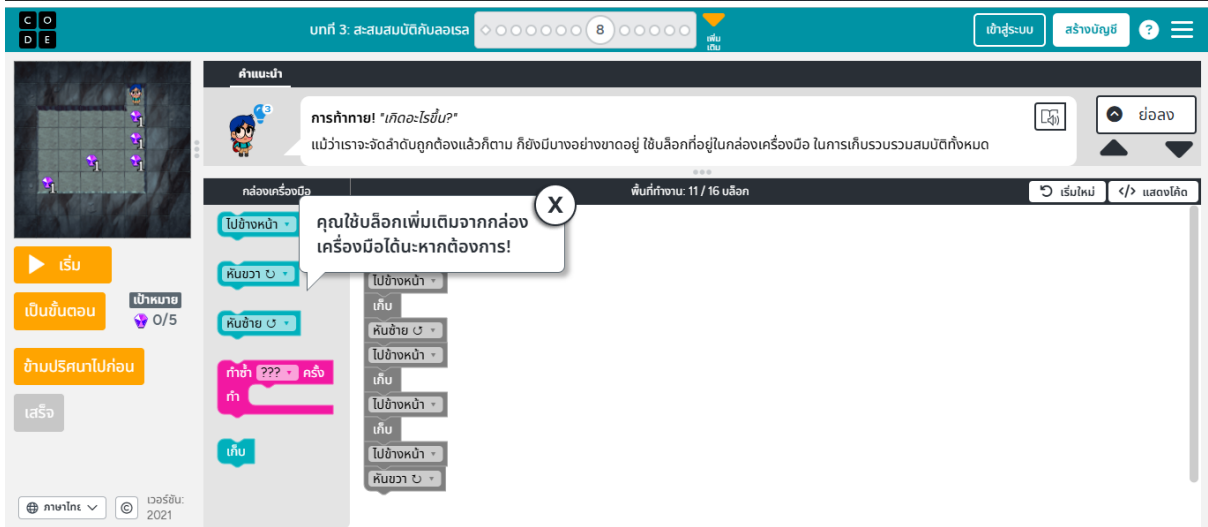 C O
D E
บทที่ 3: สะสมสมบัติกับลอเรล
8
เพิ่ม
เติม
เข้าสู่ระบบ
สร้างบัญชี
?
คำแนะนำ
3
การท้าทาย! "เกิดอะไรขึ้น?"
แม้ว่าเราจะจัดลำดับถูกต้องแล้วก็ตาม ก็ยังมีบางอย่างขาดอยู่ ใช้บล็อกที่อยู่ในกล่องเครื่องมือ ในการเก็บรวบรวมสมบัติทั้งหมด
ย่อลง
1
1
1
1
1
กล่องเครื่องมือ
พื้นที่ทำงาน: 11 / 16 บล็อก
เริ่มใหม่
</> แสดงโค้ด
X
คุณใช้บล็อกเพิ่มเติมจากกล่อง
เครื่องมือได้นะหากต้องการ!
เริ่ม
เป็นขั้นตอน
เป้าหมาย
0/5
ข้ามปริศนาไปก่อน
เสร็จ
ไปข้างหน้า
หันขวา ↻
หันซ้าย ↺
ทำซ้ำ ??? ครั้ง
ทำ
เก็บ
ไปข้างหน้า
เก็บ
หันซ้าย ↺
ไปข้างหน้า
เก็บ
ไปข้างหน้า
เก็บ
ไปข้างหน้า
หันขวา ↻
ภาษาไทย
©
เวอร์ชัน:
2021